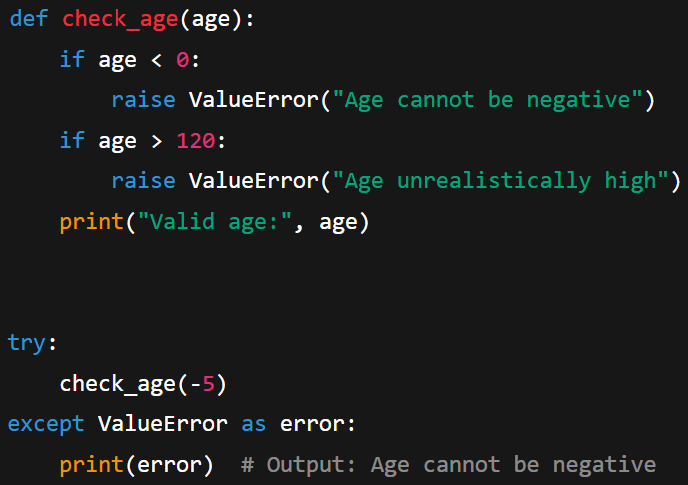 def check_age(age):
    if age < 0:
        raise ValueError("Age cannot be negative")
    if age > 120:
        raise ValueError("Age unrealistically high")
    print("Valid age:", age)
try:
    check_age(-5)
except ValueError as error:
    print(error)  # Output: Age cannot be negative